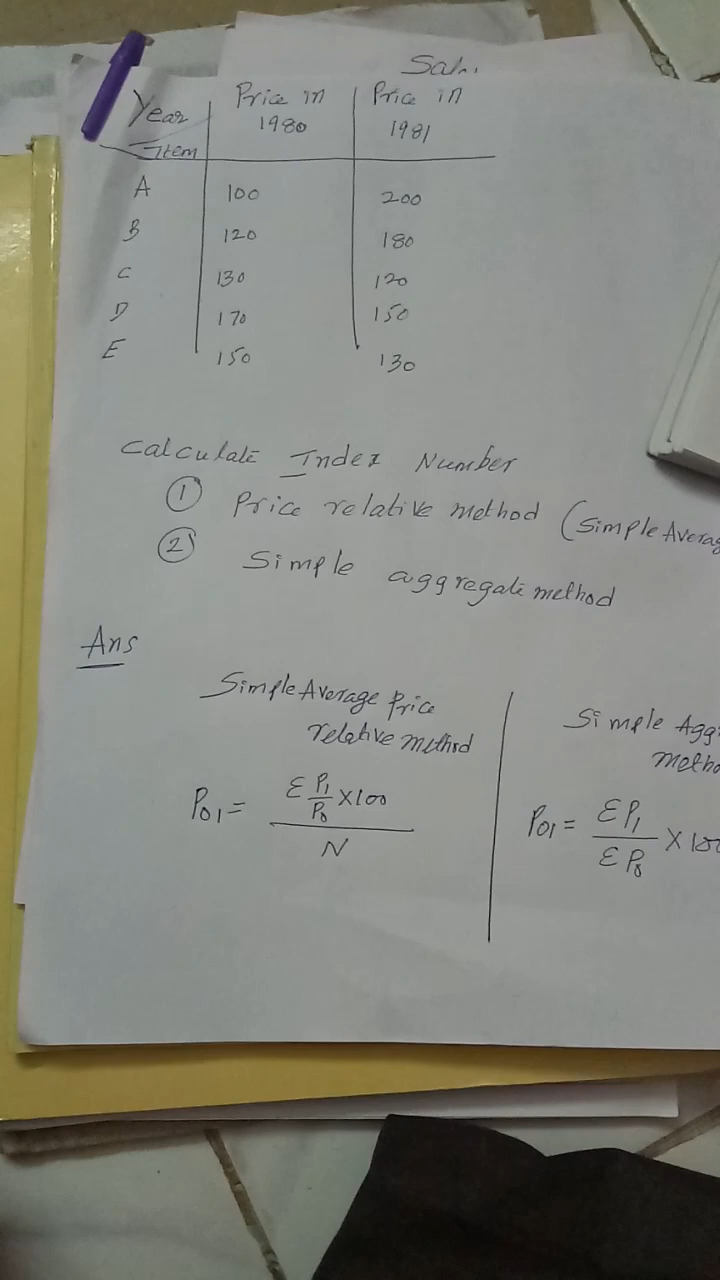 Year | Price in 1980 | Price in 1981
Item
A 100 200
B 120 180
C 130 120
D 170 150
E 150 130
Calculate Index Number
① Price relative method (Simple Averag
② Simple aggregate method
Ans
Simple Average Price relative method | Simple Agg metho
P01 = Σ P1/P0 X100 / N | P01 = ΣP1 / ΣP0 X 100